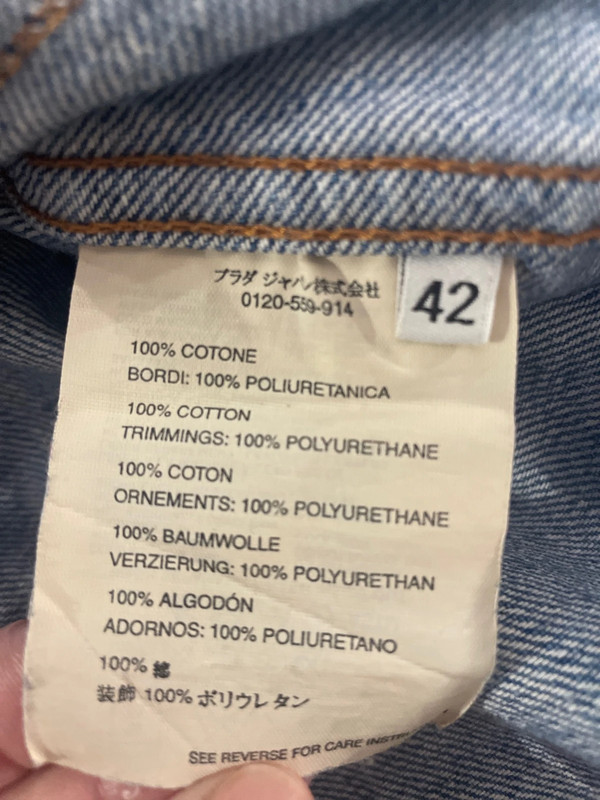 プラダ ジャパン株式会社
0120-559-914
42
100% COTONE
BORDI: 100% POLIURETANICA
100% COTTON
TRIMMINGS: 100% POLYURETHANE
100% COTON
ORNEMENTS: 100% POLYURETHANE
100% BAUMWOLLE
VERZIERUNG: 100% POLYURETHAN
100% ALGODÓN
ADORNOS: 100% POLIURETANO
100% 綿
装飾 100% ポリウレタン
SEE REVERSE FOR CARE